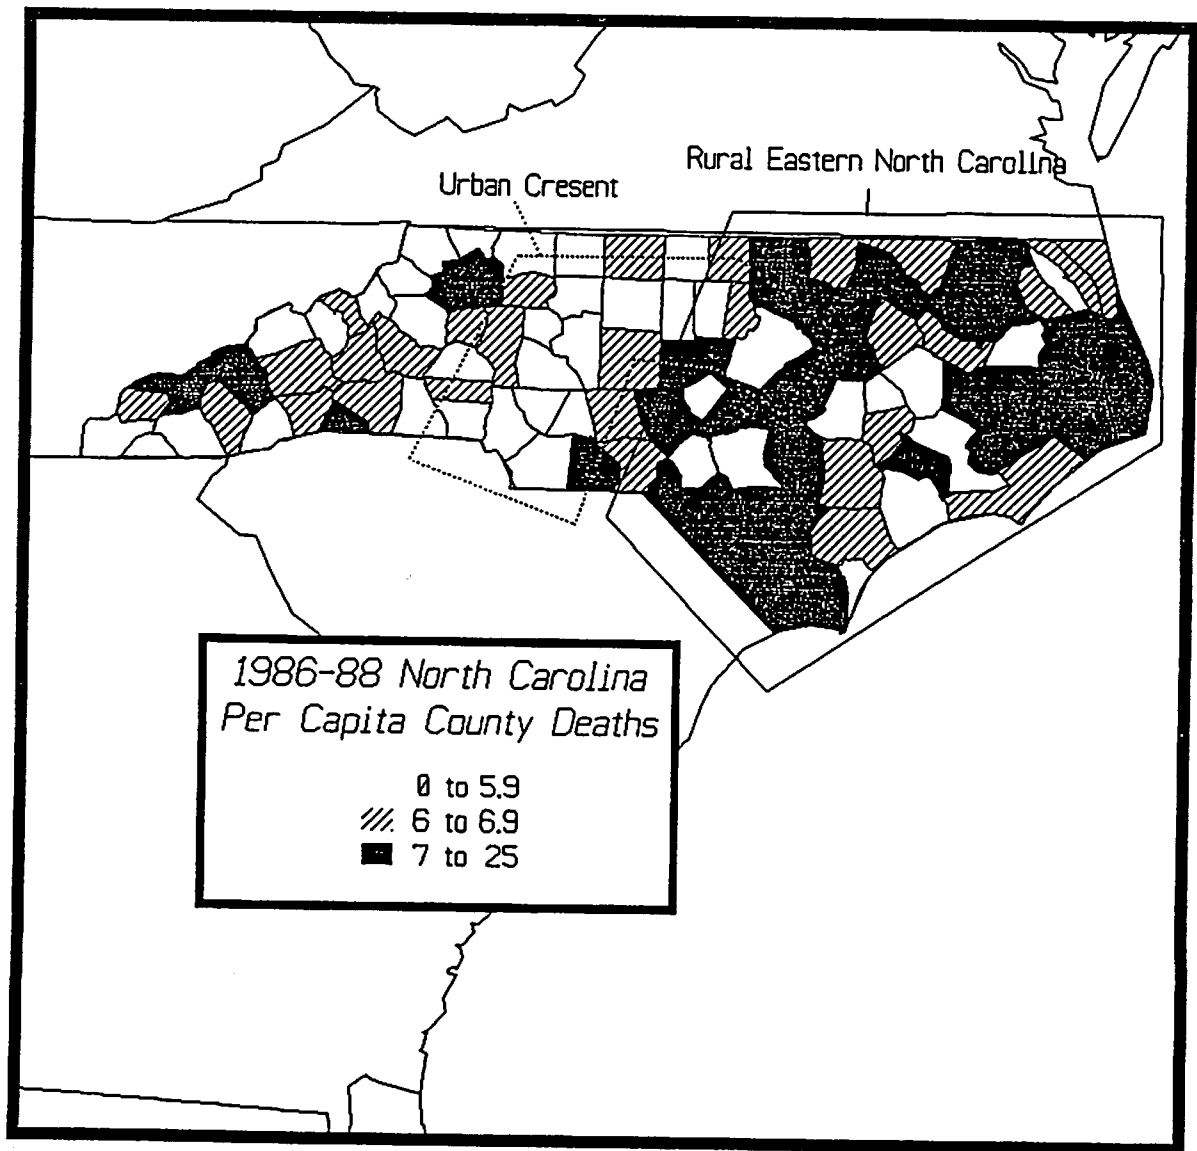 Rural Eastern North Carolina
Urban Cresent
1986-88 North Carolina
Per Capita County Deaths
0 to 5.9
6 to 6.9
7 to 25